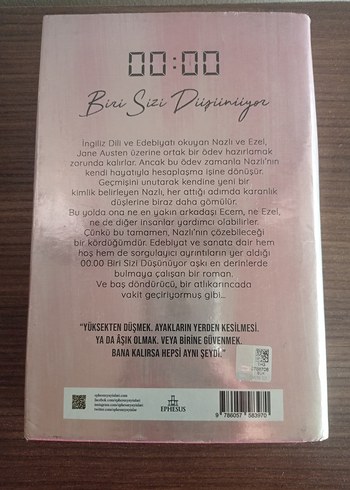 00:00
Biri Sizi Düşünüyor
İngiliz Dili ve Edebiyatı okuyan Nazlı ve Ezel,
Jane Austen üzerine ortak bir ödev hazırlamak
zorunda kalırlar. Ancak bu ödev zamanla Nazlı'nın
kendi hayatıyla hesaplaşma işine dönüşür.
Geçmişini unutarak kendine yeni bir
kimlik belirleyen Nazlı, her attığı adımda karanlık
düşlerine biraz daha gömülür.
Bu yolda ona ne en yakın arkadaşı Ecem, ne Ezel,
ne de diğer insanlar yardımcı olabilirler.
Çünkü bu tamamen, Nazlı'nın çözebileceği
bir kördüğümdür. Edebiyat ve sanata dair hem
hoş hem de sorgulayıcı ayrıntıların yer aldığı
00.00 Biri Sizi Düşünüyor aşkı en derinlerde
bulmaya çalışan bir roman.
Ve baş döndürücü, bir atlıkarıncada
vakit geçiriyormuş gibi...
"YÜKSEKTEN DÜŞMEK. AYAKLARIN YERDEN KESİLMESİ.
YA DA AŞIK OLMAK. VEYA BİRİNE GÜVENMEK.
BANA KALIRSA HEPSİ AYNI ŞEYDİ."
EPHESUS
9 786057 583970